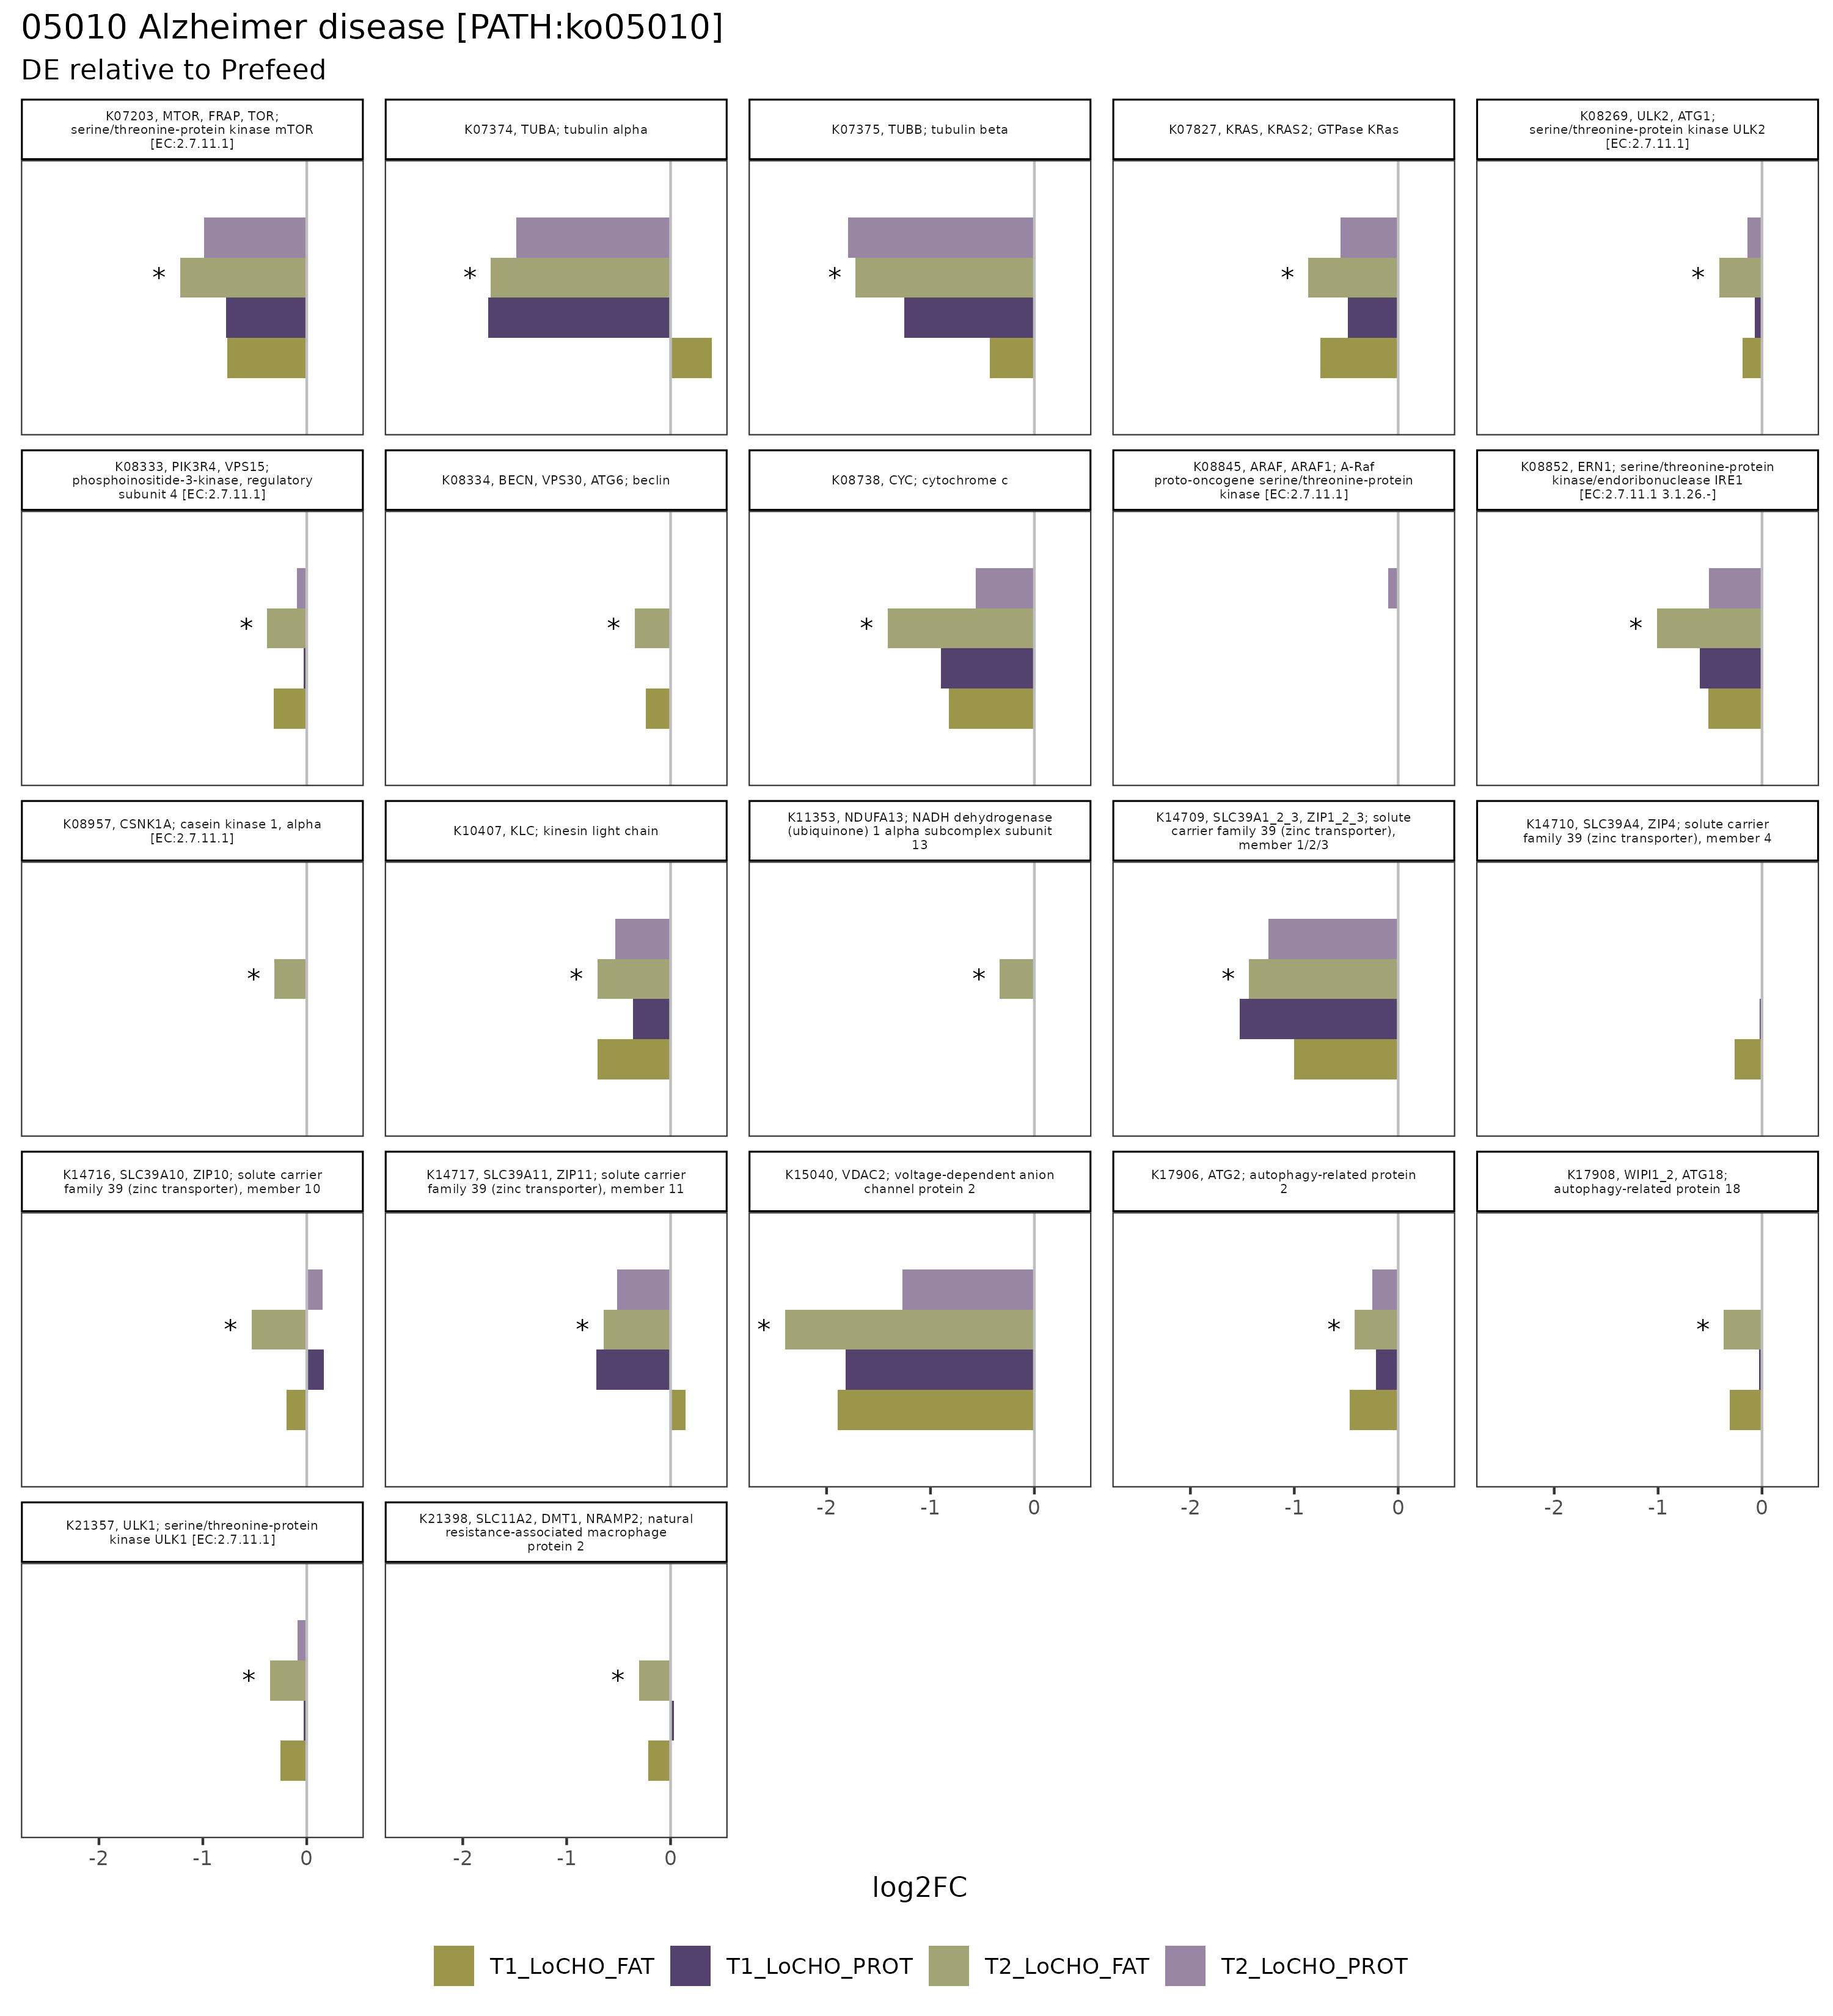 05010 Alzheimer disease [PATH:ko05010]
DE relative to Prefeed
K07203, MTOR, FRAP, TOR;
serine/threonine-protein kinase mTOR
[EC:2.7.11.1]
K07374, TUBA; tubulin alpha
K07375, TUBB; tubulin beta
K07827, KRAS, KRAS2; GTPase KRas
K08269, ULK2, ATG1;
serine/threonine-protein kinase ULK2
[EC:2.7.11.1]
*
*
*
*
*
K08333, PIK3R4, VPS15;
phosphoinositide-3-kinase, regulatory
subunit 4 [EC:2.7.11.1]
K08334, BECN, VPS30, ATG6; beclin
K08738, CYC; cytochrome c
K08845, ARAF, ARAF1; A-Raf
proto-oncogene serine/threonine-protein
kinase [EC:2.7.11.1]
K08852, ERN1; serine/threonine-protein
kinase/endoribonuclease IRE1
[EC:2.7.11.1 3.1.26.-]
*
*
*
*
K08957, CSNK1A; casein kinase 1, alpha
[EC:2.7.11.1]
K10407, KLC; kinesin light chain
K11353, NDUFA13; NADH dehydrogenase
(ubiquinone) 1 alpha subcomplex subunit
13
K14709, SLC39A1_2_3, ZIP1_2_3; solute
carrier family 39 (zinc transporter),
member 1/2/3
K14710, SLC39A4, ZIP4; solute carrier
family 39 (zinc transporter), member 4
*
*
*
*
K14716, SLC39A10, ZIP10; solute carrier
family 39 (zinc transporter), member 10
K14717, SLC39A11, ZIP11; solute carrier
family 39 (zinc transporter), member 11
K15040, VDAC2; voltage-dependent anion
channel protein 2
K17906, ATG2; autophagy-related protein
2
K17908, WIPI1_2, ATG18;
autophagy-related protein 18
*
*
*
*
*
-2 -1 0
-2 -1 0
-2 -1 0
K21357, ULK1; serine/threonine-protein
kinase ULK1 [EC:2.7.11.1]
K21398, SLC11A2, DMT1, NRAMP2; natural
resistance-associated macrophage
protein 2
*
*
-2 -1 0
-2 -1 0
log2FC
T1_LoCHO_FAT T1_LoCHO_PROT T2_LoCHO_FAT T2_LoCHO_PROT